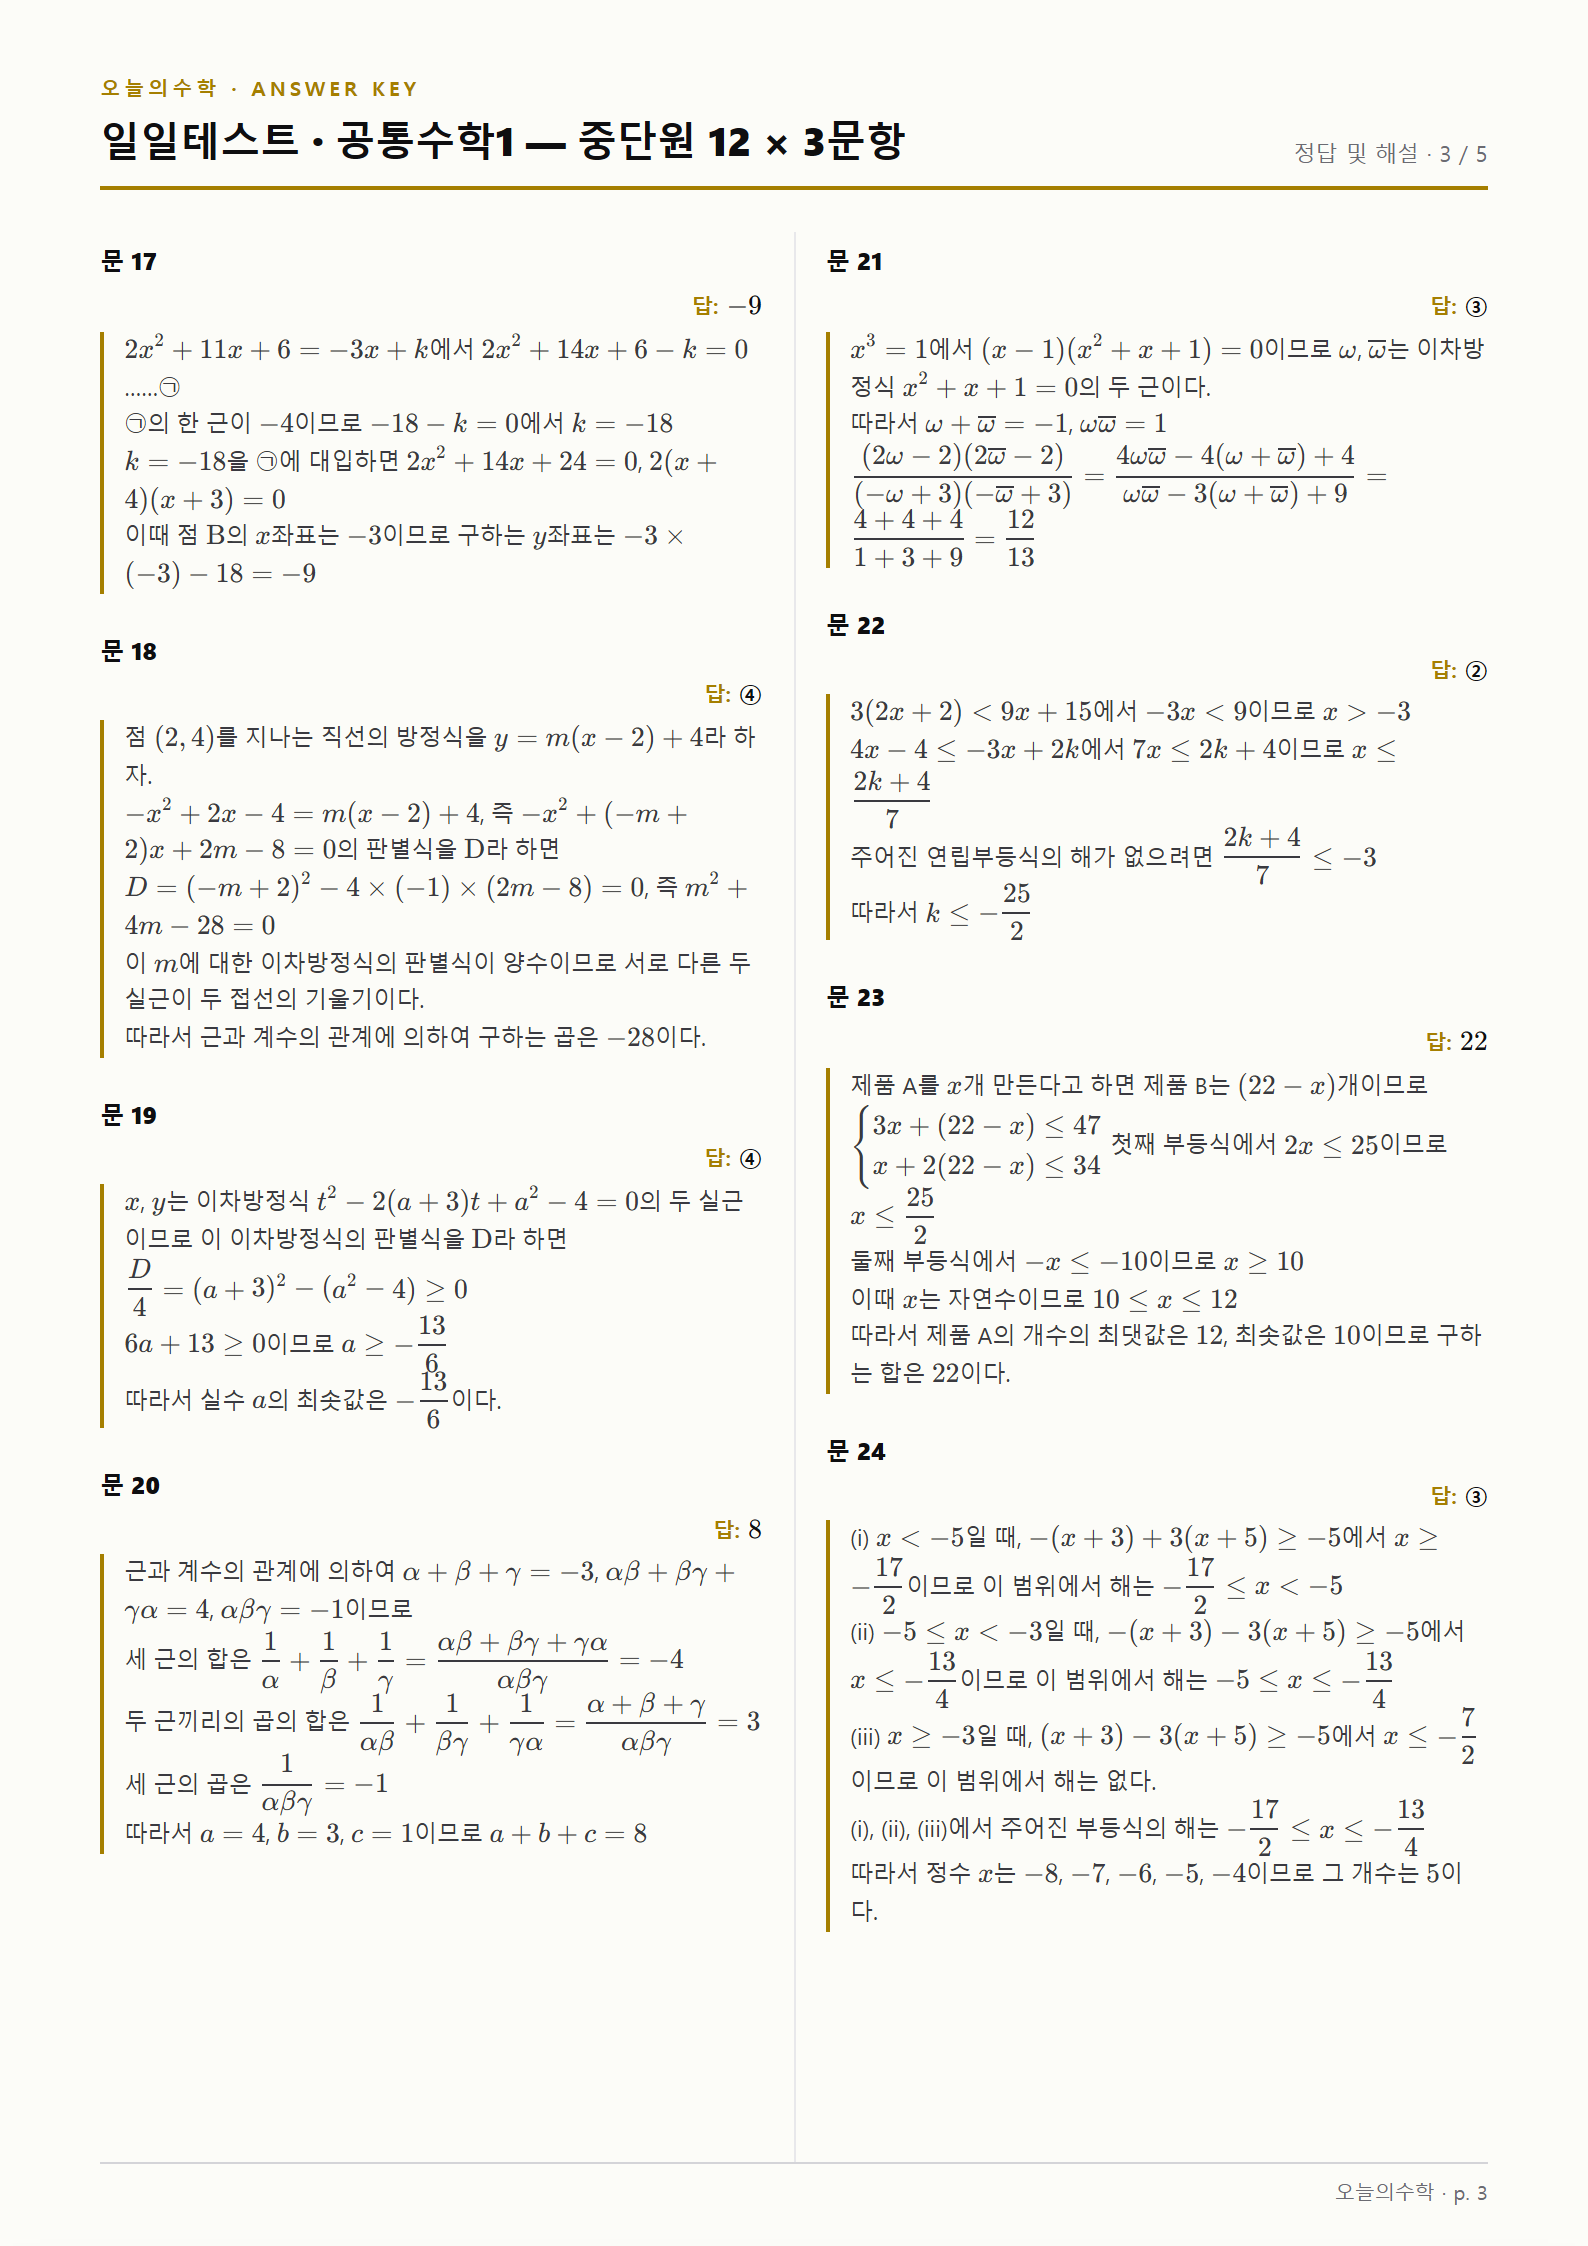 오늘의수학 · ANSWER KEY
일일테스트 · 공통수학1 — 중단원 12 × 3문항
정답 및 해설 · 3 / 5
문 17
답: −9
2x² + 11x + 6 = −3x + k에서 2x² + 14x + 6 − k = 0
......㉠
㉠의 한 근이 −4이므로 −18 − k = 0에서 k = −18
k = −18을 ㉠에 대입하면 2x² + 14x + 24 = 0, 2(x +
4)(x + 3) = 0
이때 점 B의 x좌표는 −3이므로 구하는 y좌표는 −3 ×
(−3) − 18 = −9
문 18
답: ④
점 (2, 4)를 지나는 직선의 방정식을 y = m(x − 2) + 4라 하
자.
−x² + 2x − 4 = m(x − 2) + 4, 즉 −x² + (−m +
2)x + 2m − 8 = 0의 판별식을 D라 하면
D = (−m + 2)² − 4 × (−1) × (2m − 8) = 0, 즉 m² +
4m − 28 = 0
이 m에 대한 이차방정식의 판별식이 양수이므로 서로 다른 두
실근이 두 접선의 기울기이다.
따라서 근과 계수의 관계에 의하여 구하는 곱은 −28이다.
문 19
답: ④
x, y는 이차방정식 t² − 2(a + 3)t + a² − 4 = 0의 두 실근
이므로 이 이차방정식의 판별식을 D라 하면
D/4 = (a + 3)² − (a² − 4) ≥ 0
6a + 13 ≥ 0이므로 a ≥ −13/6
따라서 실수 a의 최솟값은 −13/6이다.
문 20
답: 8
근과 계수의 관계에 의하여 α + β + γ = −3, αβ + βγ +
γα = 4, αβγ = −1이므로
세 근의 합은 1/α + 1/β + 1/γ = (αβ + βγ + γα)/(αβγ) = −4
두 근끼리의 곱의 합은 1/(αβ) + 1/(βγ) + 1/(γα) = (α + β + γ)/(αβγ) = 3
세 근의 곱은 1/(αβγ) = −1
따라서 a = 4, b = 3, c = 1이므로 a + b + c = 8
문 21
답: ③
x³ = 1에서 (x − 1)(x² + x + 1) = 0이므로 ω, ω̅는 이차방
정식 x² + x + 1 = 0의 두 근이다.
따라서 ω + ω̅ = −1, ωω̅ = 1
(2ω − 2)(2ω̅ − 2)/(−ω + 3)(−ω̅ + 3) = (4ωω̅ − 4(ω + ω̅) + 4)/(ωω̅ − 3(ω + ω̅) + 9) =
(4 + 4 + 4)/(1 + 3 + 9) = 12/13
문 22
답: ②
3(2x + 2) < 9x + 15에서 −3x < 9이므로 x > −3
4x − 4 ≤ −3x + 2k에서 7x ≤ 2k + 4이므로 x ≤
(2k + 4)/7
주어진 연립부등식의 해가 없으려면 (2k + 4)/7 ≤ −3
따라서 k ≤ −25/2
문 23
답: 22
제품 A를 x개 만든다고 하면 제품 B는 (22 − x)개이므로
{3x + (22 − x) ≤ 47
x + 2(22 − x) ≤ 34 첫째 부등식에서 2x ≤ 25이므로
x ≤ 25/2
둘째 부등식에서 −x ≤ −10이므로 x ≥ 10
이때 x는 자연수이므로 10 ≤ x ≤ 12
따라서 제품 A의 개수의 최댓값은 12, 최솟값은 10이므로 구하
는 합은 22이다.
문 24
답: ③
(i) x < −5일 때, −(x + 3) + 3(x + 5) ≥ −5에서 x ≥
−17/2이므로 이 범위에서 해는 −17/2 ≤ x < −5
(ii) −5 ≤ x < −3일 때, −(x + 3) − 3(x + 5) ≥ −5에서
x ≤ −13/4이므로 이 범위에서 해는 −5 ≤ x ≤ −13/4
(iii) x ≥ −3일 때, (x + 3) − 3(x + 5) ≥ −5에서 x ≤ −7/2
이므로 이 범위에서 해는 없다.
(i), (ii), (iii)에서 주어진 부등식의 해는 −17/2 ≤ x ≤ −13/4
따라서 정수 x는 −8, −7, −6, −5, −4이므로 그 개수는 5이
다.
오늘의수학 · p. 3